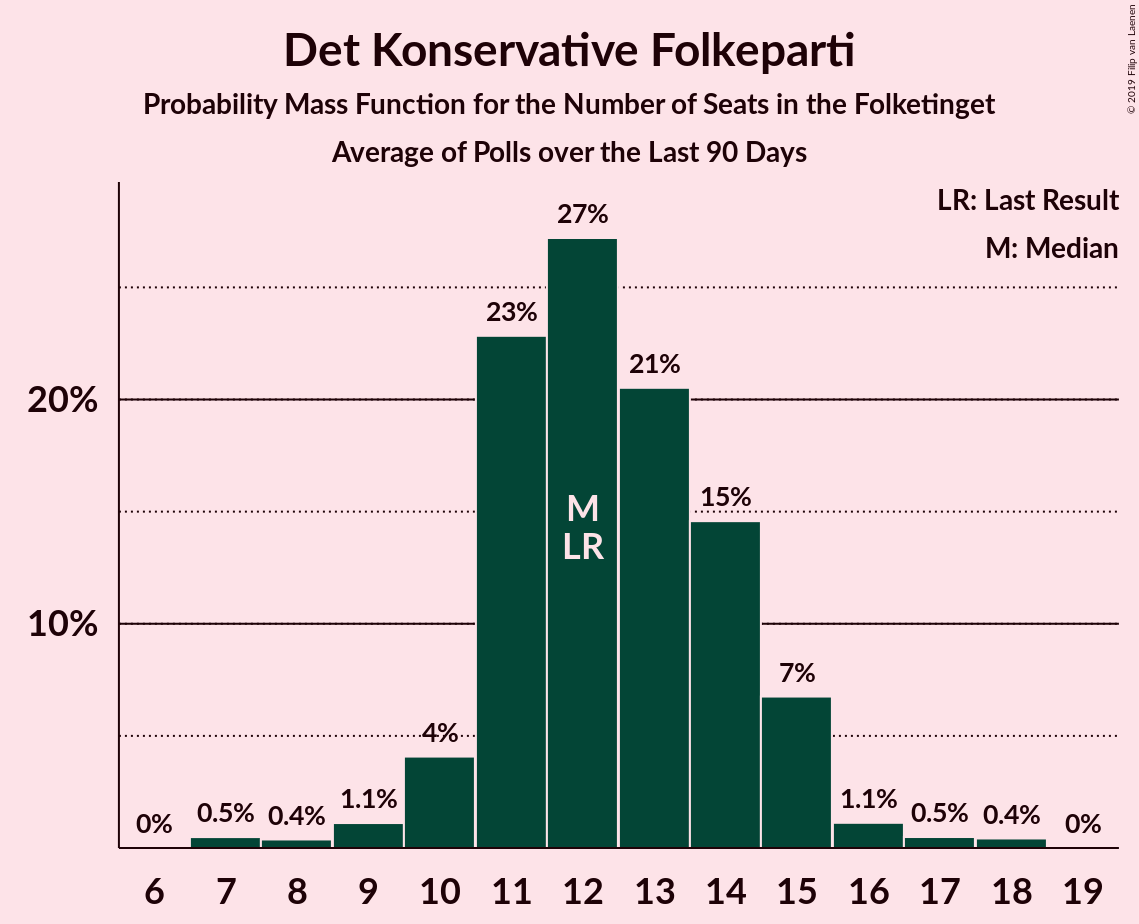 Det Konservative Folkeparti
Probability Mass Function for the Number of Seats in the Folketinget
Average of Polls over the Last 90 Days
© 2019 Filip van Laenen
LR: Last Result
M: Median
20%
10%
0%
0.5%
0.4%
1.1%
4%
23%
27%
21%
15%
7%
1.1%
0.5%
0.4%
0%
M
LR
6 7 8 9 10 11 12 13 14 15 16 17 18 19